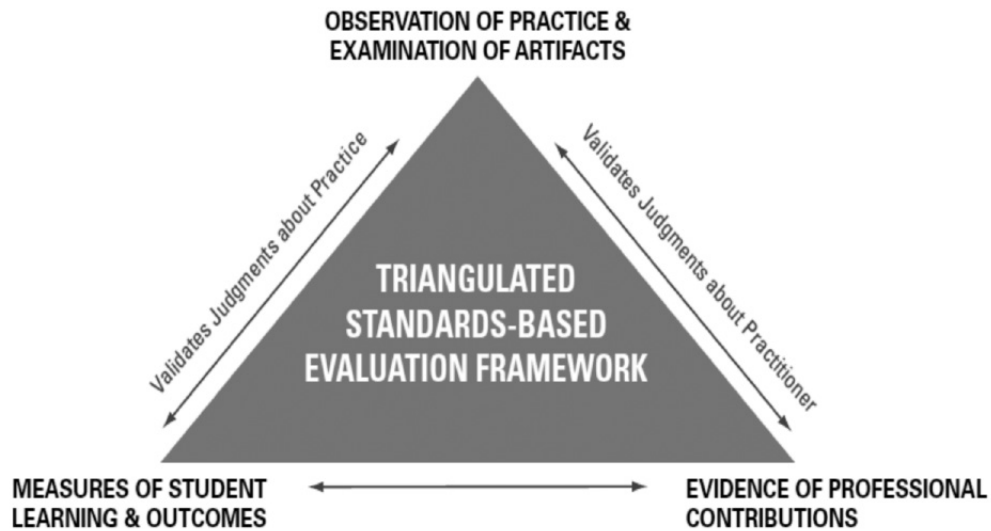 OBSERVATION OF PRACTICE &
EXAMINATION OF ARTIFACTS
Validates Judgments about Practice
Validates Judgments about Practitioner
TRIANGULATED
STANDARDS-BASED
EVALUATION FRAMEWORK
MEASURES OF STUDENT
LEARNING & OUTCOMES
EVIDENCE OF PROFESSIONAL
CONTRIBUTIONS